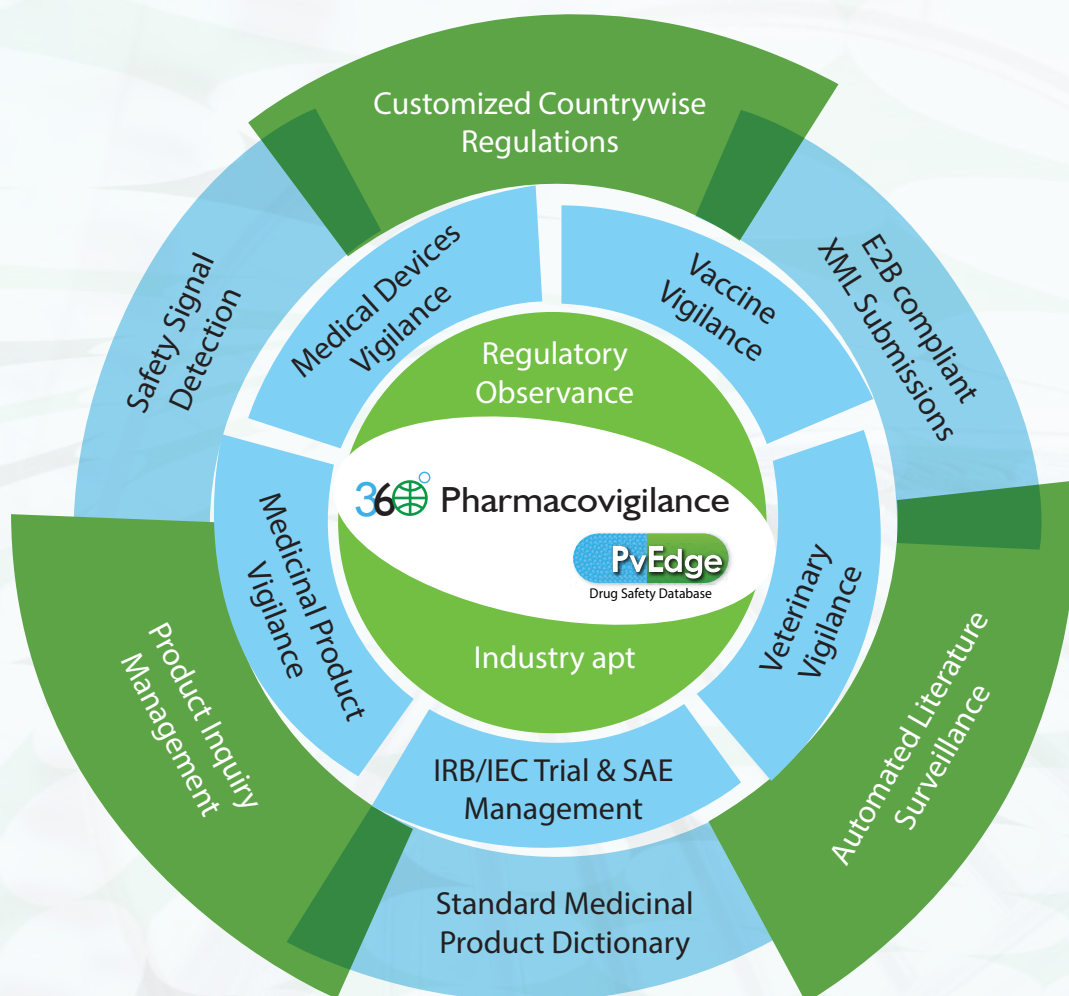 Customized Countrywise
Regulations
Safety Signal
Detection
E2B compliant
XML Submissions
Medical Devices
Vigilance
Vaccine
Vigilance
Regulatory
Observance
360° Pharmacovigilance
PvEdge
Drug Safety Database
Industry apt
Medicinal Product
Vigilance
Veterinary
Vigilance
Product Inquiry
Management
Automated Literature
Surveillance
IRB/IEC Trial & SAE
Management
Standard Medicinal
Product Dictionary